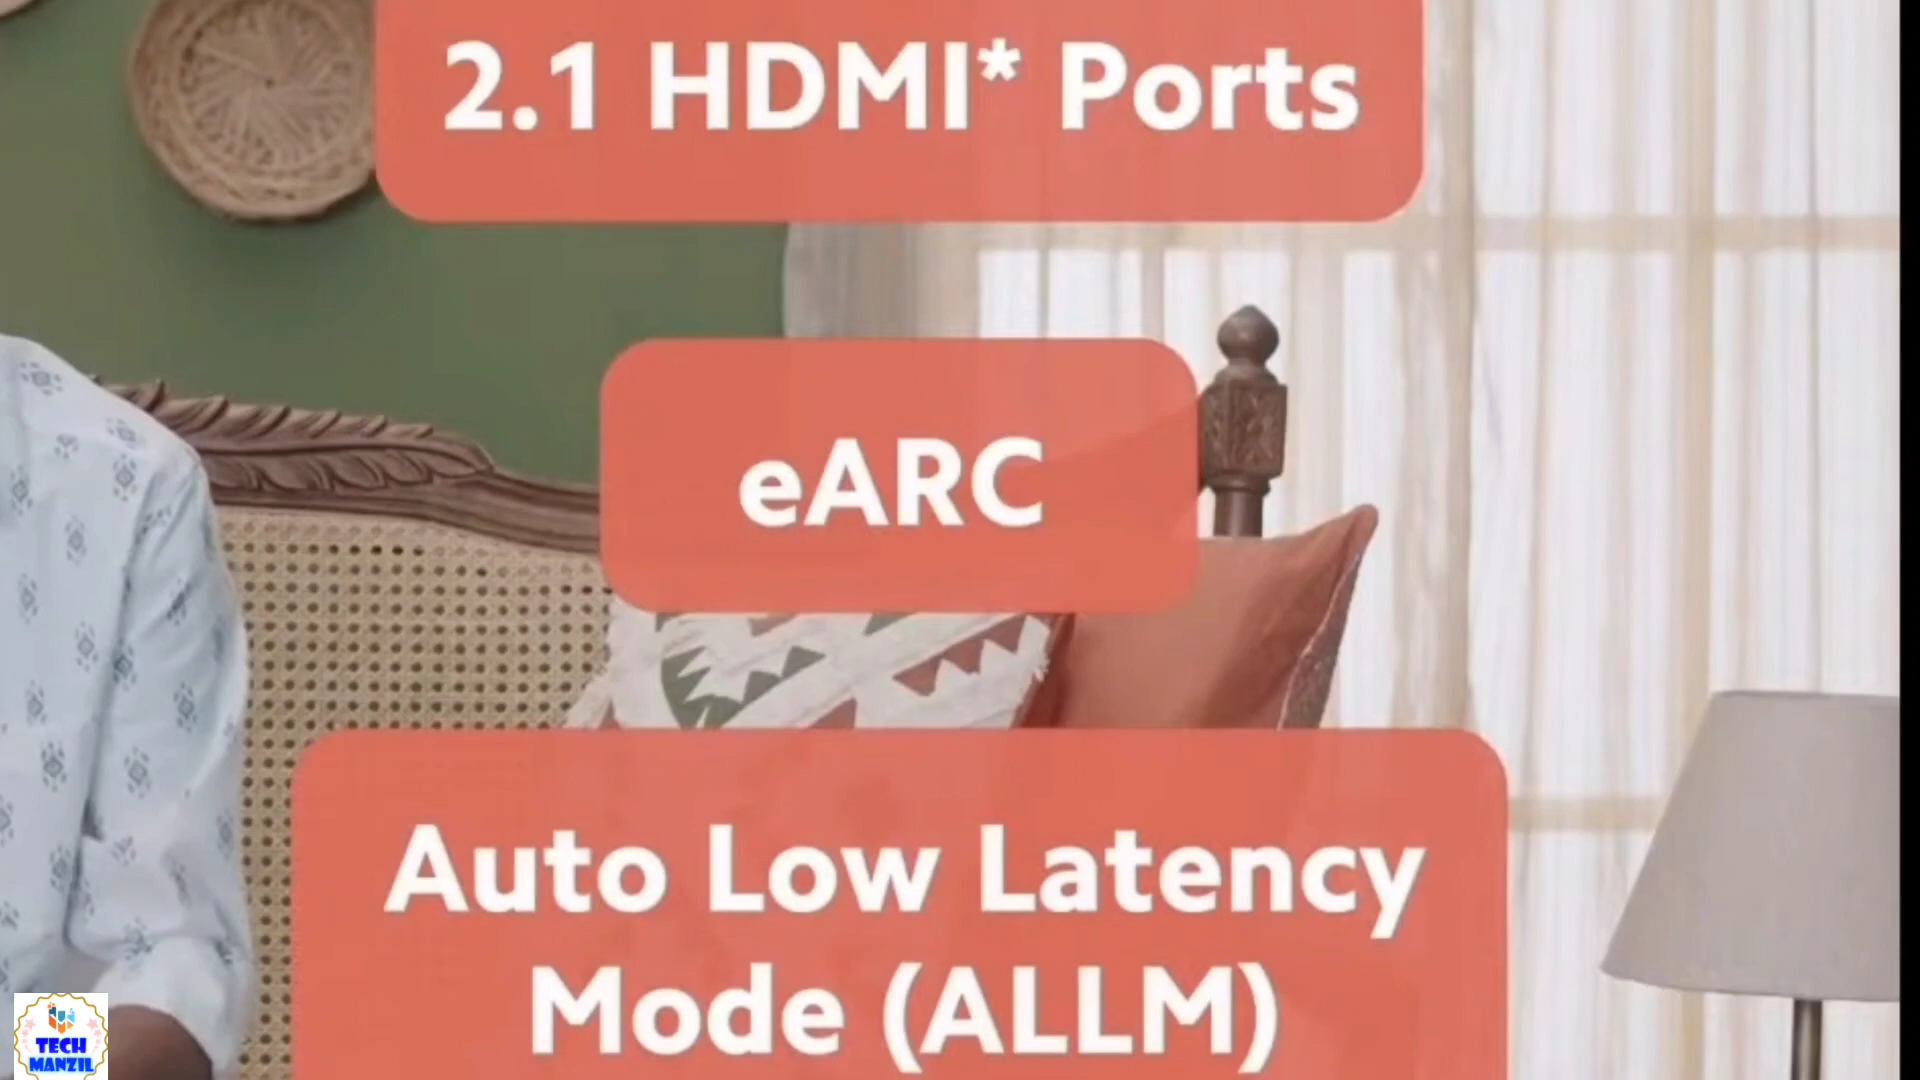 2.1 HDMI* Ports
eARC
Auto Low Latency
Mode (ALLM)
TECH
MANZIL